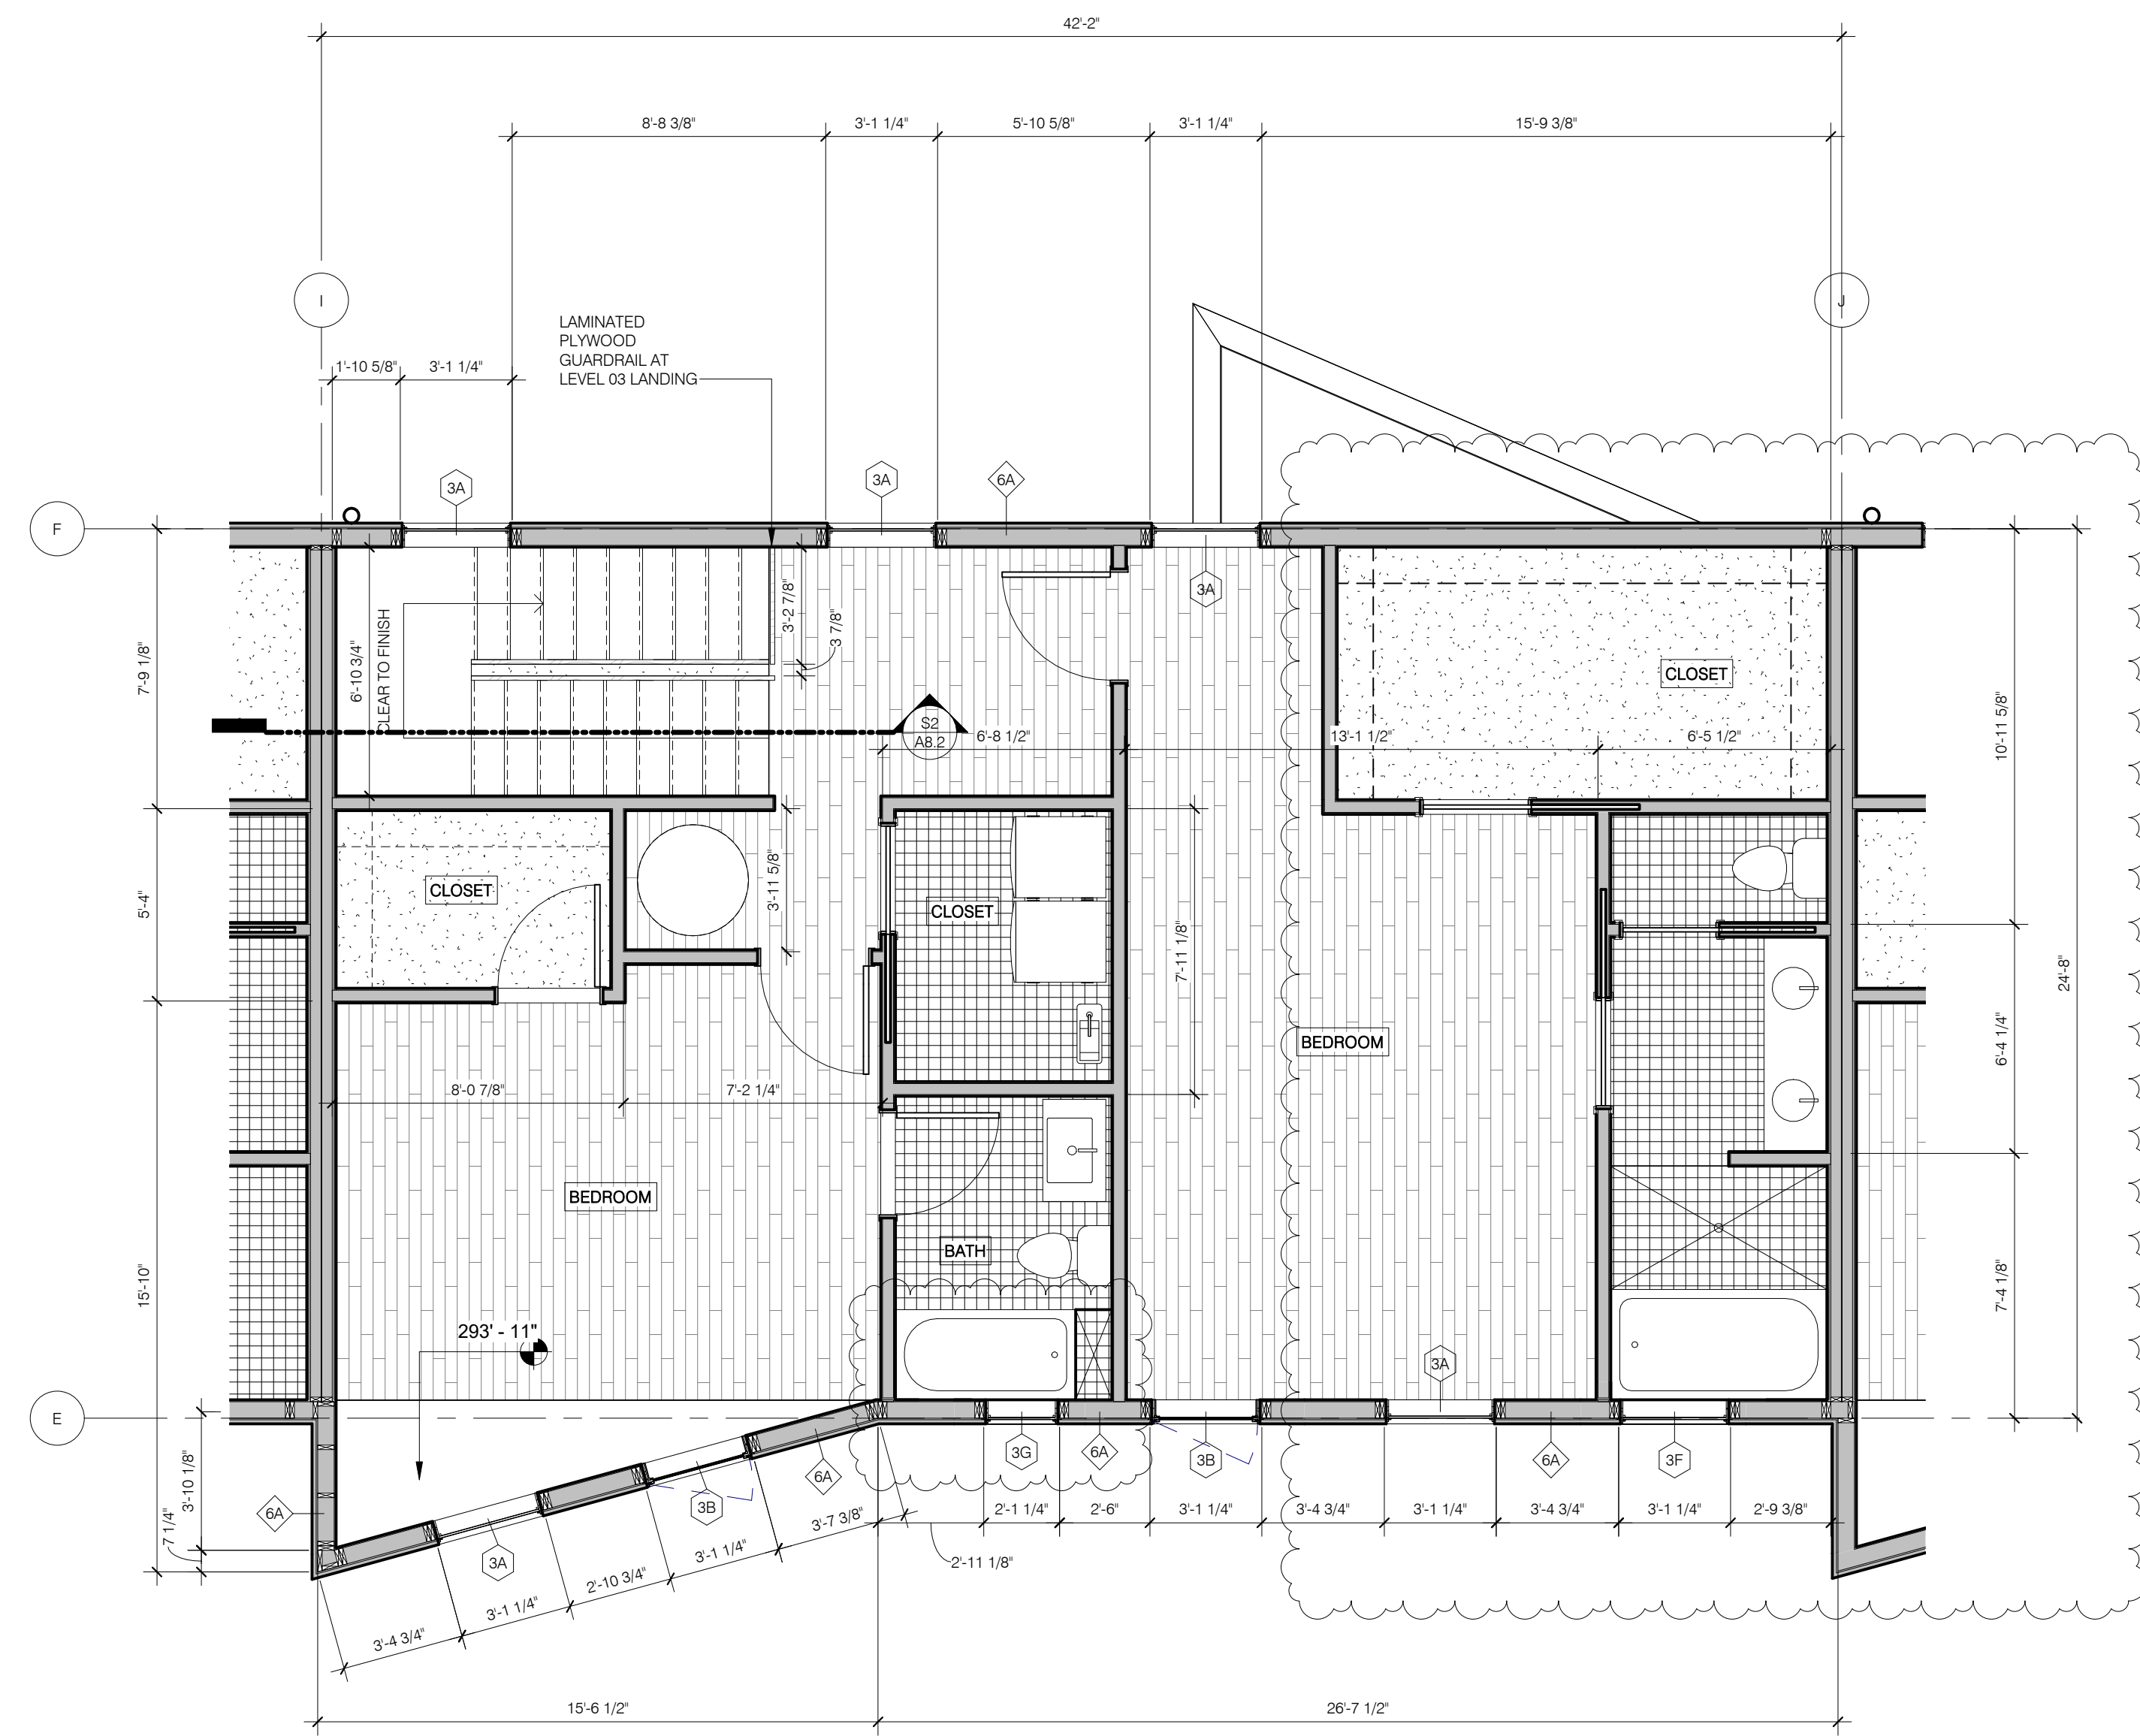 42'-2"
8'-8 3/8"
3'-1 1/4"
5'-10 5/8"
3'-1 1/4"
15'-9 3/8"
I
J
LAMINATED
PLYWOOD
GUARDRAIL AT
LEVEL 03 LANDING
1'-10 5/8"
3'-1 1/4"
3A
3A
6A
F
3A
7'-9 1/8"
6'-10 3/4"
CLEAR TO FINISH
3'-2 7/8"
3 7/8"
CLOSET
S2
A8.2
6'-8 1/2"
13'-1 1/2"
6'-5 1/2"
10'-11 5/8"
5'-4"
CLOSET
3'-11 5/8"
CLOSET
7'-11 1/8"
24'-8"
BEDROOM
6'-4 1/4"
8'-0 7/8"
7'-2 1/4"
BEDROOM
BATH
15'-10"
293' - 11"
7'-4 1/8"
3A
E
3G
6A
3B
6A
3F
3'-10 1/8"
7 1/4"
6A
6A
3B
3A
3'-7 3/8"
2'-1 1/4"
2'-6"
3'-1 1/4"
3'-4 3/4"
3'-1 1/4"
3'-4 3/4"
3'-1 1/4"
2'-9 3/8"
2'-11 1/8"
3'-1 1/4"
2'-10 3/4"
3'-1 1/4"
3'-4 3/4"
15'-6 1/2"
26'-7 1/2"